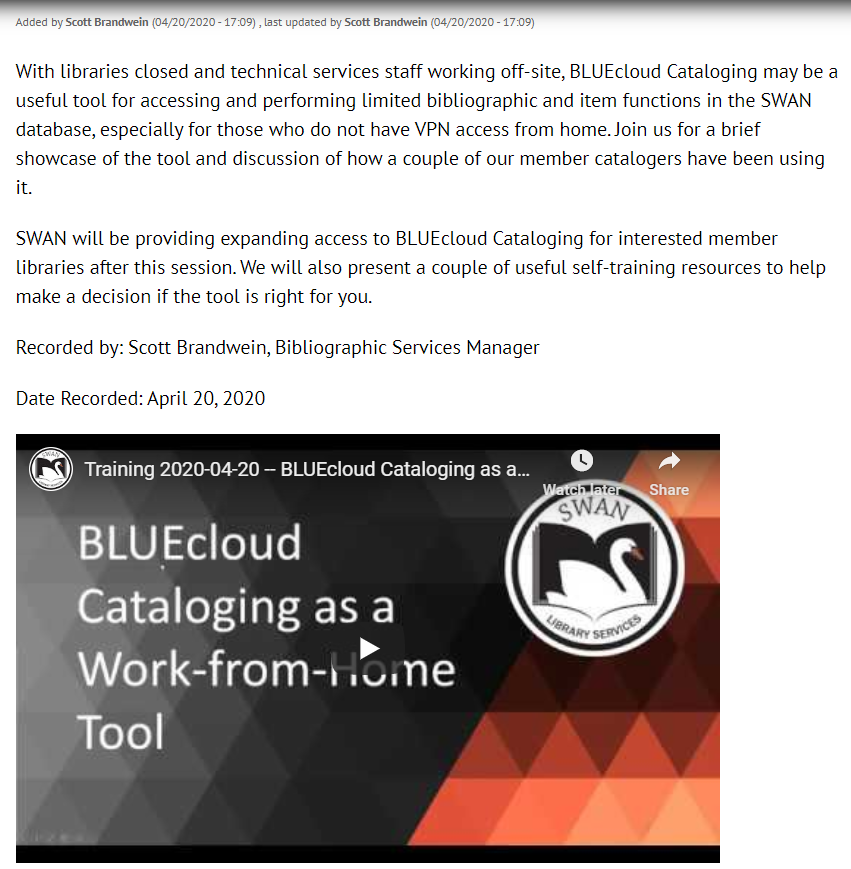 Added by Scott Brandwein (04/20/2020 - 17:09) , last updated by Scott Brandwein (04/20/2020 - 17:09)
With libraries closed and technical services staff working off-site, BLUEcloud Cataloging may be a
useful tool for accessing and performing limited bibliographic and item functions in the SWAN
database, especially for those who do not have VPN access from home. Join us for a brief
showcase of the tool and discussion of how a couple of our member catalogers have been using
it.
SWAN will be providing expanding access to BLUEcloud Cataloging for interested member
libraries after this session. We will also present a couple of useful self-training resources to help
make a decision if the tool is right for you.
Recorded by: Scott Brandwein, Bibliographic Services Manager
Date Recorded: April 20, 2020
Training 2020-04-20 -- BLUEcloud Cataloging as a...
Watch later
Share
SWAN
LIBRARY SERVICES
BLUEcloud
Cataloging as a
Work-from-Home
Tool